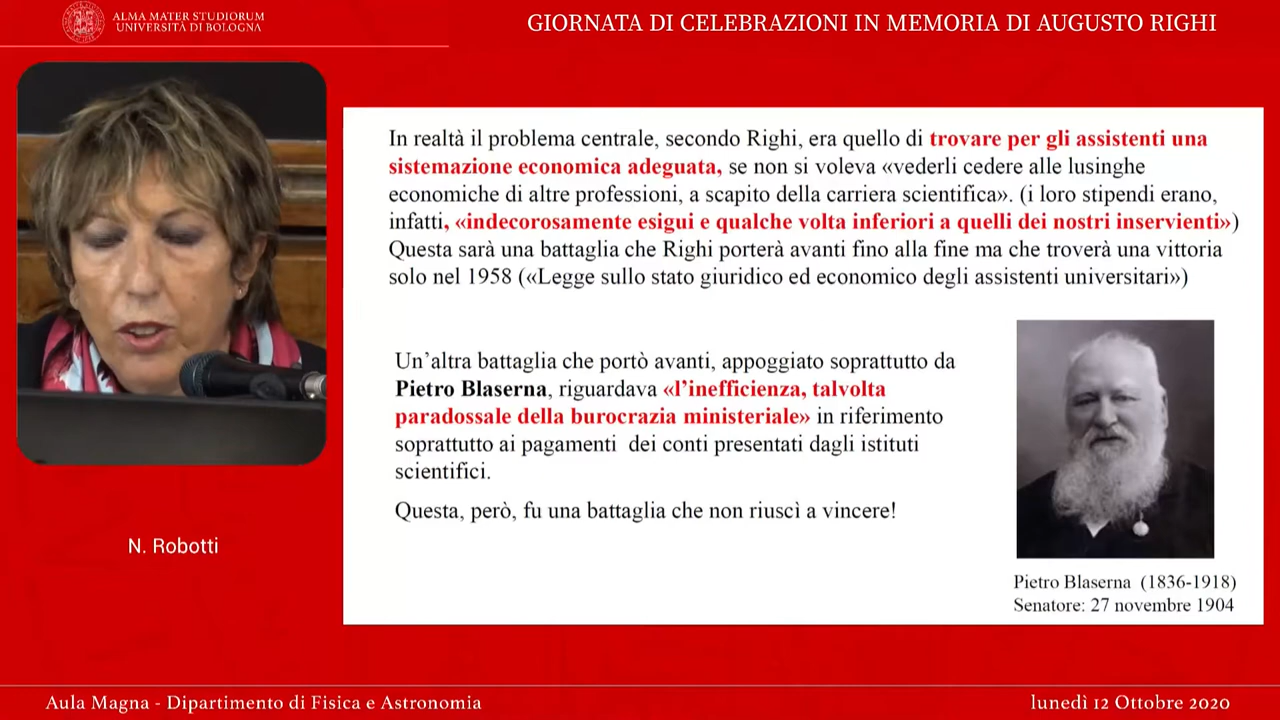 ALMA MATER STUDIORUM
UNIVERSITÀ DI BOLOGNA
GIORNATA DI CELEBRAZIONI IN MEMORIA DI AUGUSTO RIGHI
In realtà il problema centrale, secondo Righi, era quello di trovare per gli assistenti una
sistemazione economica adeguata, se non si voleva «vederli cedere alle lusinghe
economiche di altre professioni, a scapito della carriera scientifica». (i loro stipendi erano,
infatti, «indecorosamente esigui e qualche volta inferiori a quelli dei nostri inservienti»)
Questa sarà una battaglia che Righi porterà avanti fino alla fine ma che troverà una vittoria
solo nel 1958 («Legge sullo stato giuridico ed economico degli assistenti universitari»)
Un'altra battaglia che portò avanti, appoggiato soprattutto da
Pietro Blaserna, riguardava «l'inefficienza, talvolta
paradossale della burocrazia ministeriale» in riferimento
soprattutto ai pagamenti dei conti presentati dagli istituti
scientifici.
Questa, però, fu una battaglia che non riuscì a vincere!
Pietro Blaserna (1836-1918)
Senatore: 27 novembre 1904
N. Robotti
Aula Magna - Dipartimento di Fisica e Astronomia
lunedì 12 Ottobre 2020